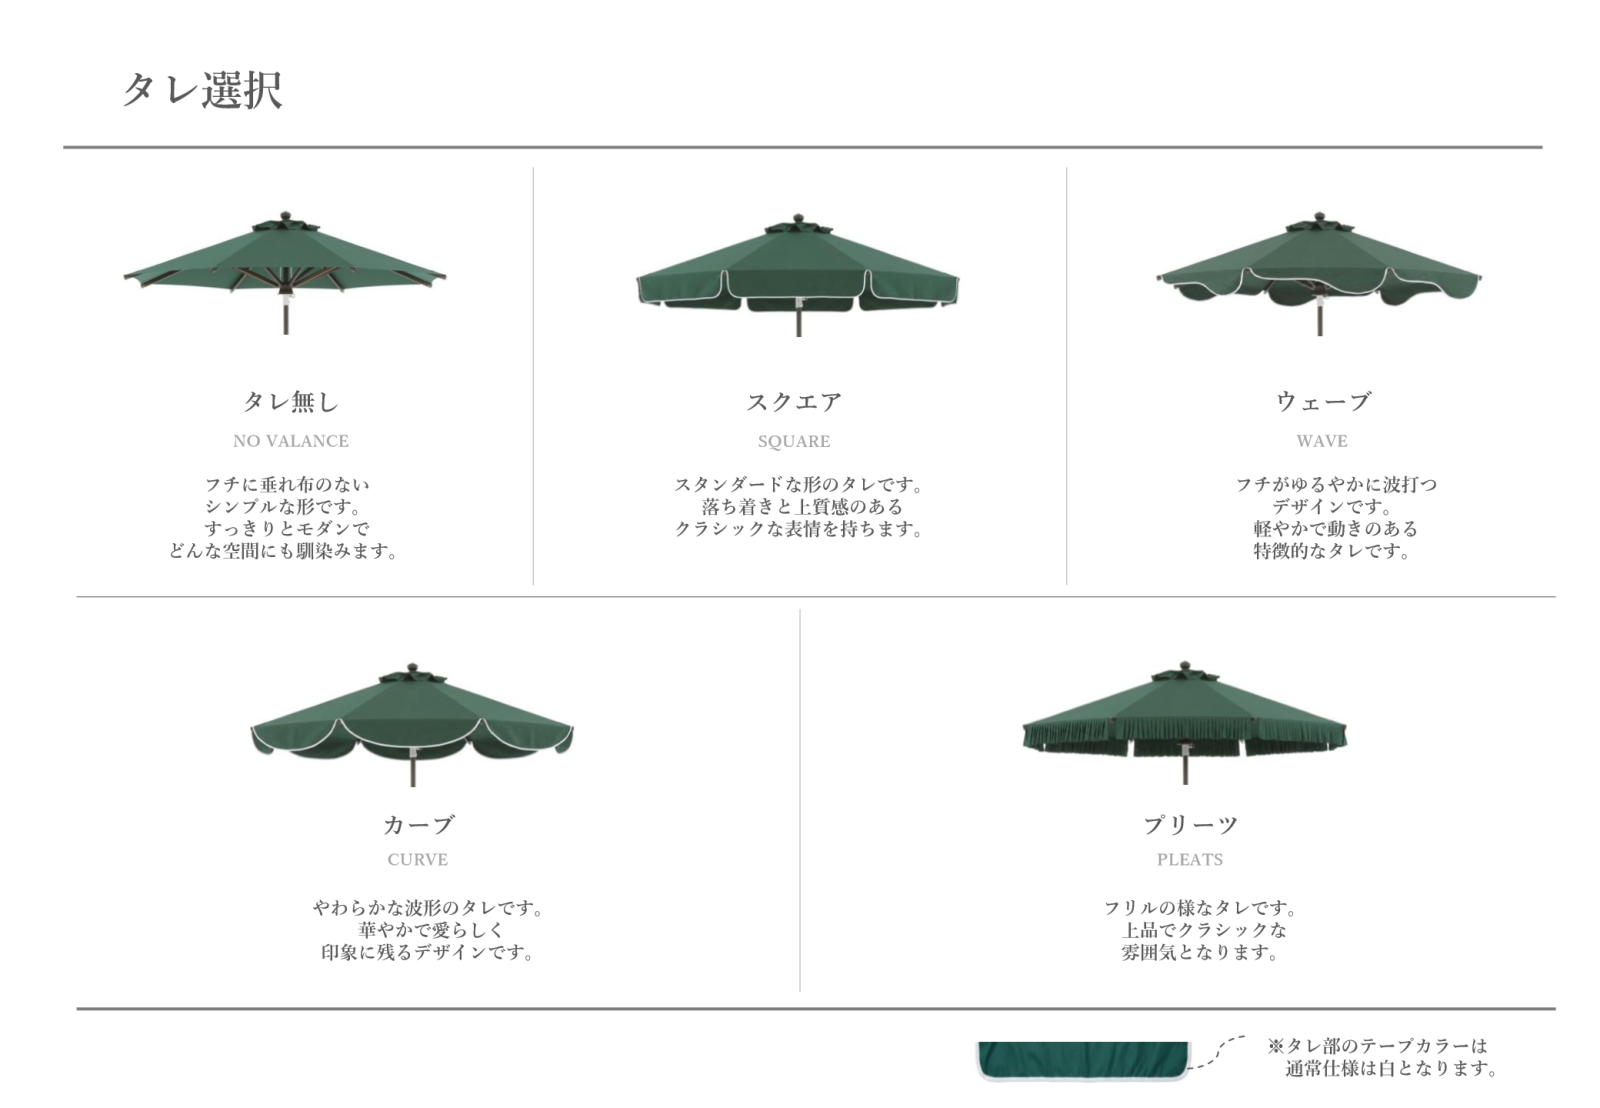 タレ選択
タレ無し
NO VALANCE
フチに垂れ布のない
シンプルな形です。
すっきりとモダンで
どんな空間にも馴染みます。
スクエア
SQUARE
スタンダードな形のタレです。
落ち着きと上質感のある
クラシックな表情を持ちます。
ウェーブ
WAVE
フチがゆるやかに波打つ
デザインです。
軽やかで動きのある
特徴的なタレです。
カーブ
CURVE
やわらかな波形のタレです。
華やかで愛らしく
印象に残るデザインです。
プリーツ
PLEATS
フリルの様なタレです。
上品でクラシックな
雰囲気となります。
※タレ部のテープカラーは
通常仕様は白となります。